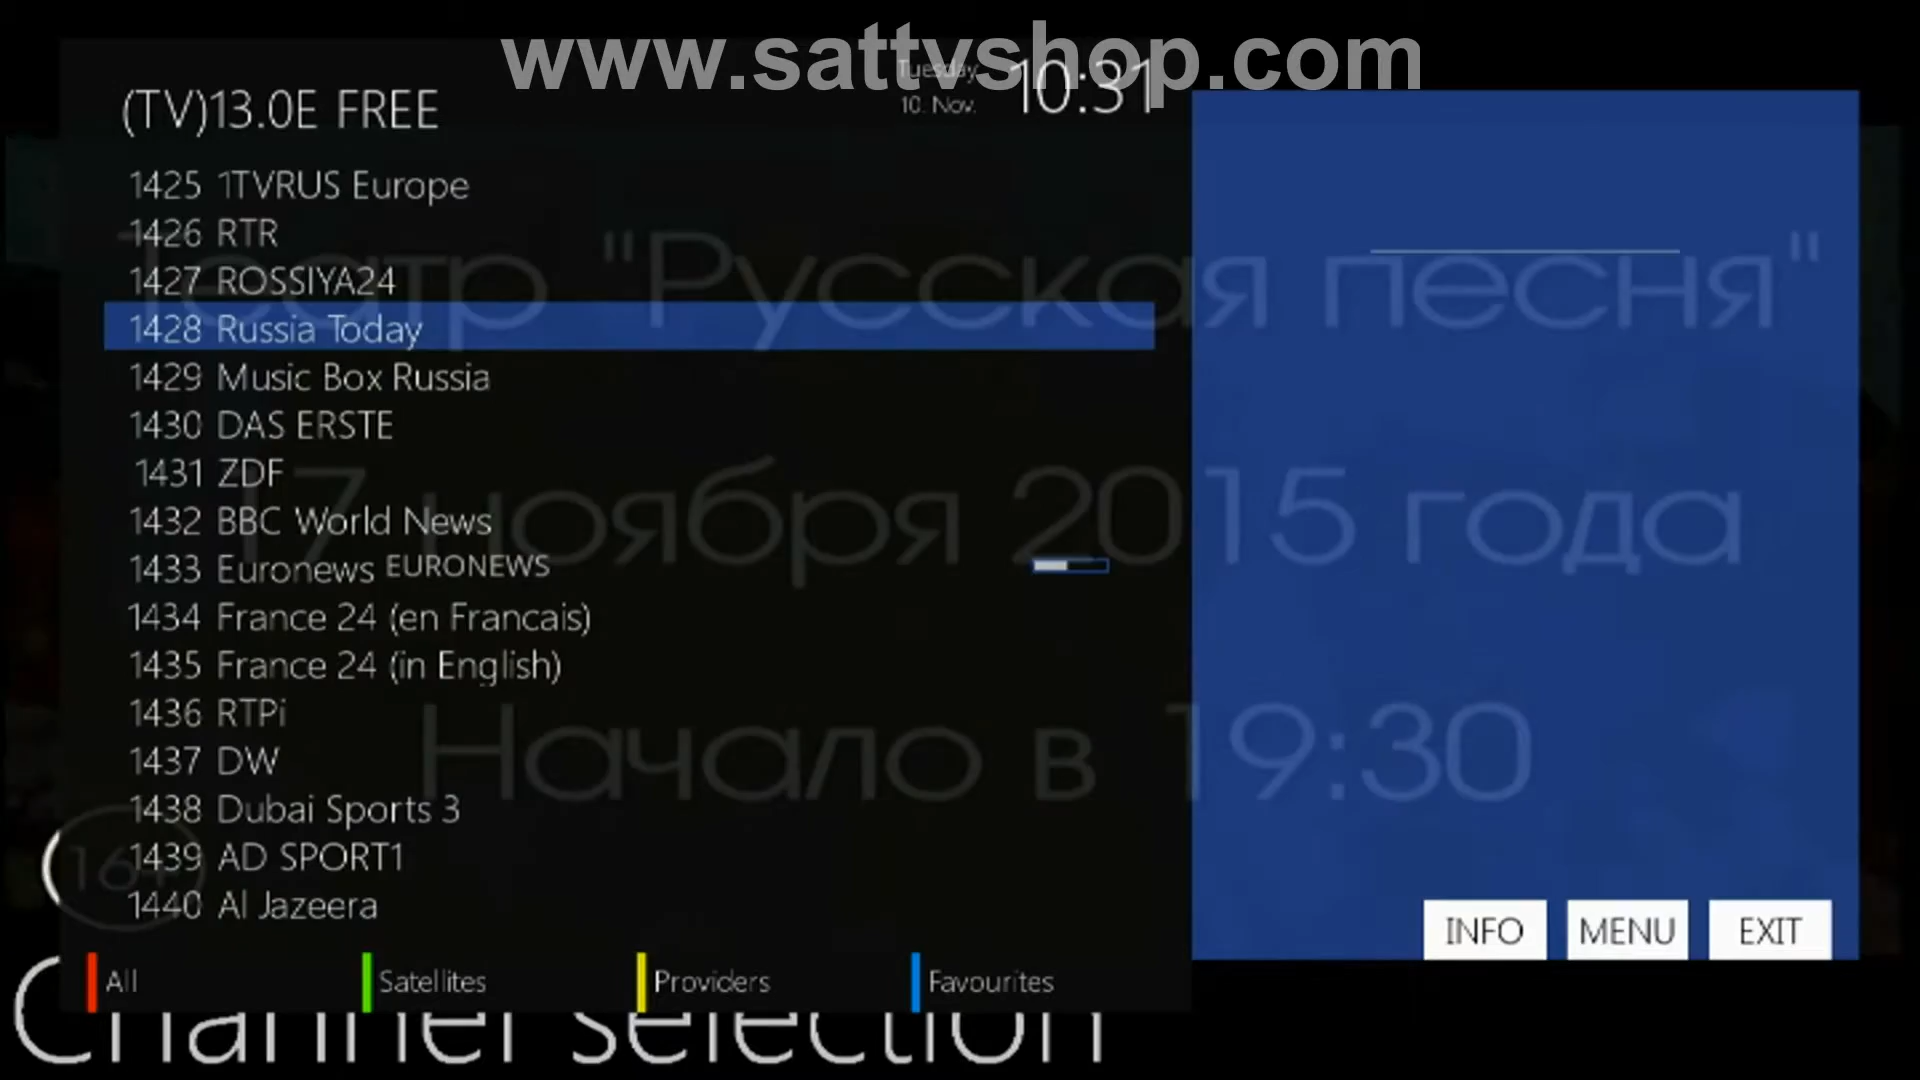 www.sattvshop.com
(TV)13.0E FREE
Tuesday
10. Nov.
10:31
1425 1TVRUS Europe
1426 RTR
1427 ROSSIYA24
1428 Russia Today
1429 Music Box Russia
1430 DAS ERSTE
1431 ZDF
1432 BBC World News
1433 Euronews EURONEWS
1434 France 24 (en Francais)
1435 France 24 (in English)
1436 RTPi
1437 DW
1438 Dubai Sports 3
1439 AD SPORT1
1440 Al Jazeera
Театр "Русская песня"
17 ноября 2015 года
Начало в 19:30
16+
INFO MENU EXIT
All Satellites Providers Favourites
Channel selection